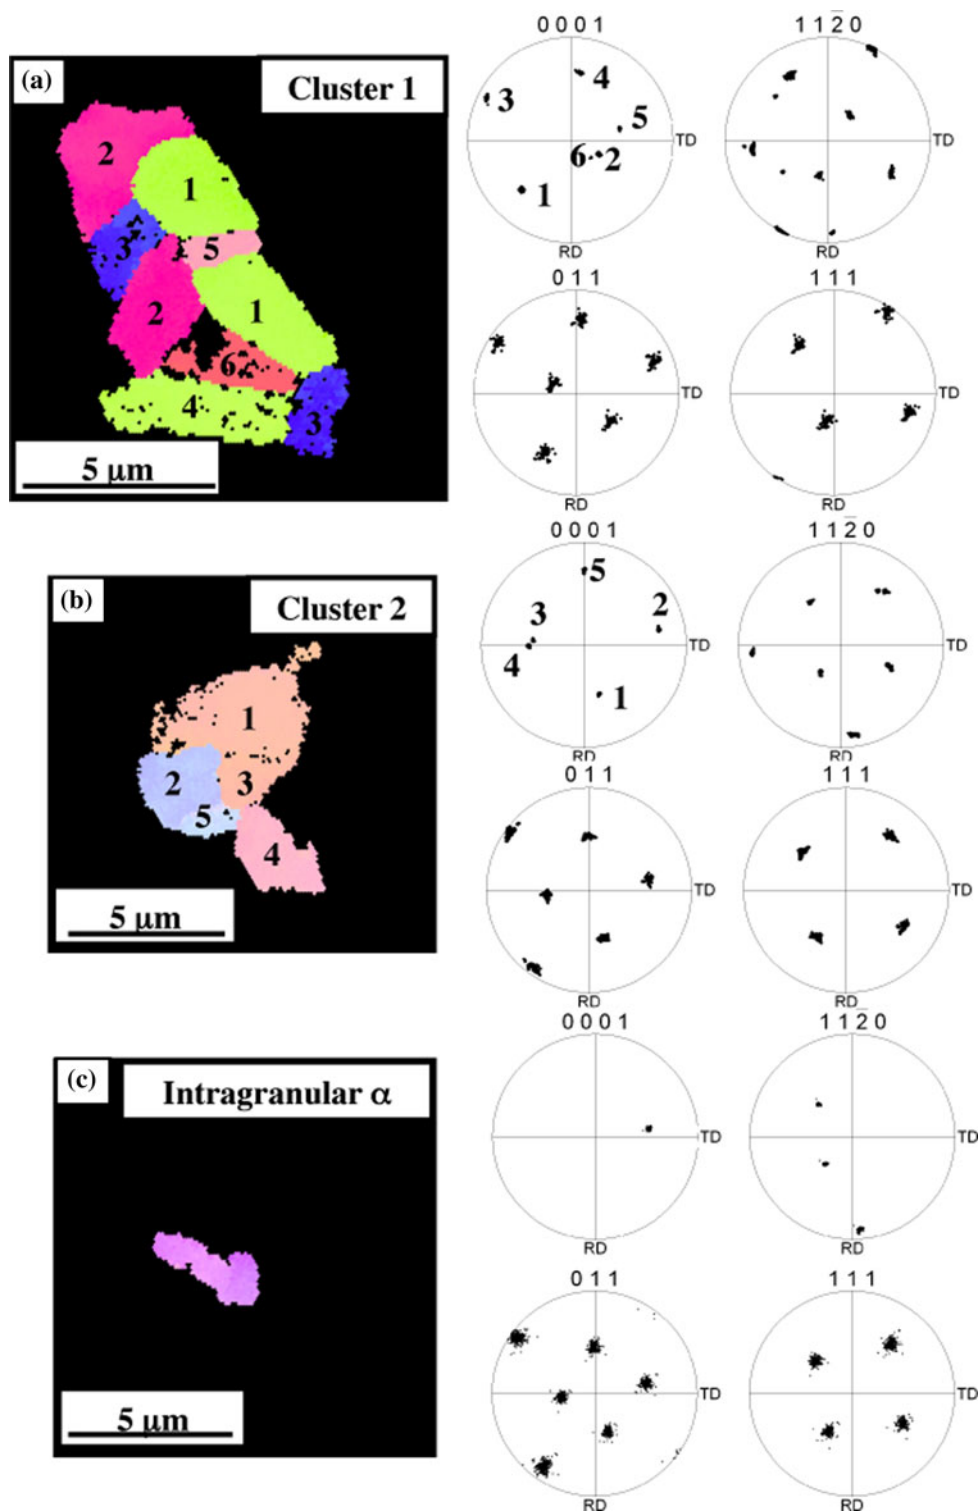 (a) Cluster 1
2
1
3
5
2
1
6
4
3
5 µm
0 0 0 1
4
3
5
TD
6 2
1
RD
1 1 2̅ 0
TD
RD
0 1 1
TD
RD
1 1 1
TD
RD
(b) Cluster 2
1
2 3
5
4
5 µm
0 0 0 1
5
3 2
TD
4
1
RD
1 1 2̅ 0
TD
RD
0 1 1
TD
RD
1 1 1
TD
RD
(c) Intragranular α
5 µm
0 0 0 1
TD
RD
1 1 2̅ 0
TD
RD
0 1 1
TD
RD
1 1 1
TD
RD